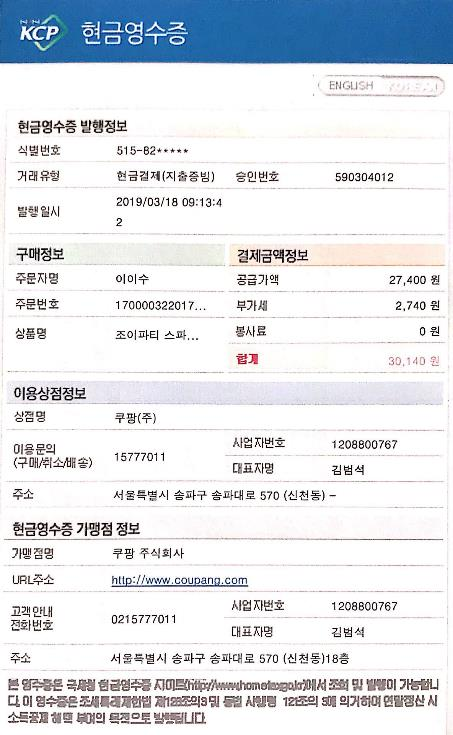 KCP 현금영수증
ENGLISH KOREAN
현금영수증 발행정보
식별번호 515-82*****
거래유형 현금결제(지출증빙) 승인번호 590304012
발행일시 2019/03/18 09:13:4
2
구매정보 결제금액정보
주문자명 이이수 공급가액 27,400 원
주문번호 170000322017... 부가세 2,740 원
상품명 조이파티 스파... 봉사료 0 원
합계 30,140 원
이용상점정보
상점명 쿠팡(주)
이용문의
(구매/취소/배송) 15777011 사업자번호 1208800767
대표자명 김범석
주소 서울특별시 송파구 송파대로 570 (신천동) -
현금영수증 가맹점 정보
가맹점명 쿠팡 주식회사
URL주소 http://www.coupang.com
고객안내
전화번호 0215777011 사업자번호 1208800767
대표자명 김범석
주소 서울특별시 송파구 송파대로 570 (신천동)18층
본 영수증은 국세청 현금영수증 사이트(http://www.hometax.go.kr)에서 조회 및 발행이 가능합니
다. 이 영수증은 조세특례제한법 제126조의3 및 동법 시행령 121조의 3에 의거하여 연말정산 시
소득공제 혜택 부여의 목적으로 발행됩니다.